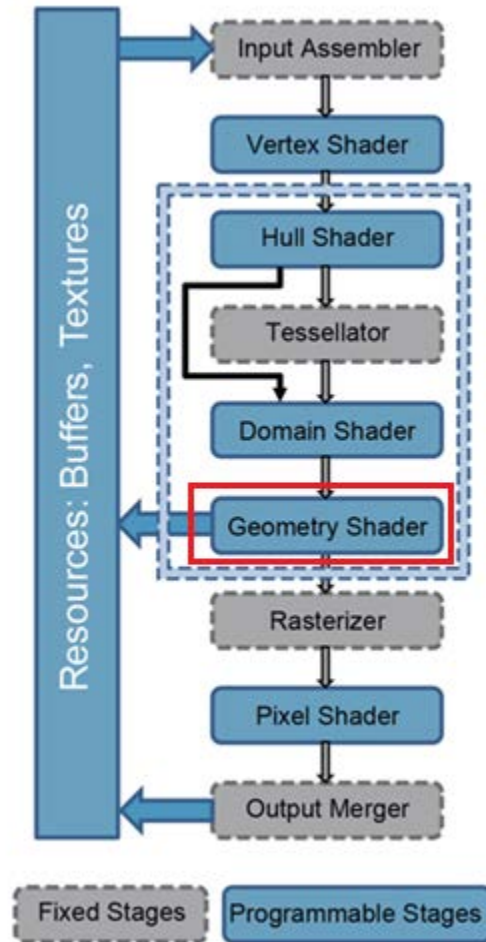 Resources: Buffers, Textures
Input Assembler
Vertex Shader
Hull Shader
Tessellator
Domain Shader
Geometry Shader
Rasterizer
Pixel Shader
Output Merger
Fixed Stages
Programmable Stages